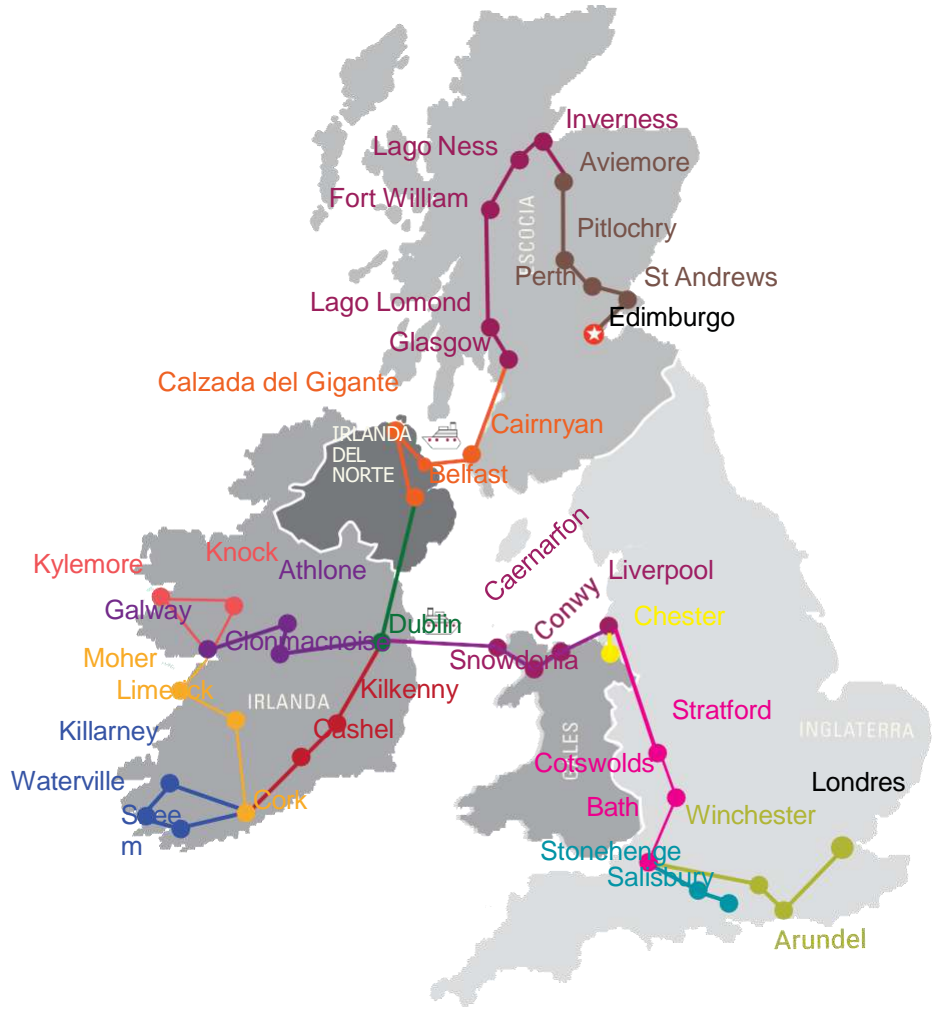 Inverness
Lago Ness
Aviemore
Fort William
ESCOCIA
Pitlochry
Perth
St Andrews
Lago Lomond
Edimburgo
Glasgow
Calzada del Gigante
Cairnryan
IRLANDA
DEL
NORTE
Belfast
Caernarfon
Knock
Athlone
Kylemore
Conwy
Liverpool
Galway
Chester
Clonmacnoise
Dublin
Moher
Snowdonia
Limerick
Kilkenny
IRLANDA
Killarney
Cashel
Stratford
INGLATERRA
GALES
Cotswolds
Waterville
Londres
Cork
Bath
Winchester
Snee
m
Stonehenge
Salisbury
Arundel